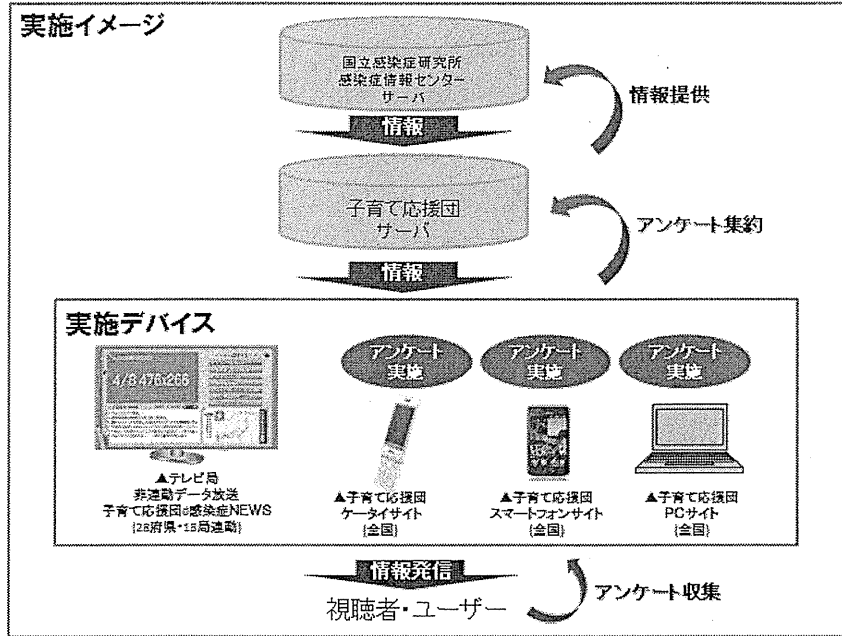 実施イメージ
国立感染症研究所
感染症情報センター
サーバ
情報提供
情報
子育て応援団
サーバ
アンケート集約
情報
実施デバイス
アンケート
実施
アンケート
実施
アンケート
実施
4/3 476x268
▲テレビ局
非連動データ放送
子育て応援団d感染症NEWS
▲子育て応援団
ケータイサイト
(全国)
▲子育て応援団
スマートフォンサイト
(全国)
▲子育て応援団
PCサイト
(全国)
情報発信
視聴者・ユーザー
アンケート収集